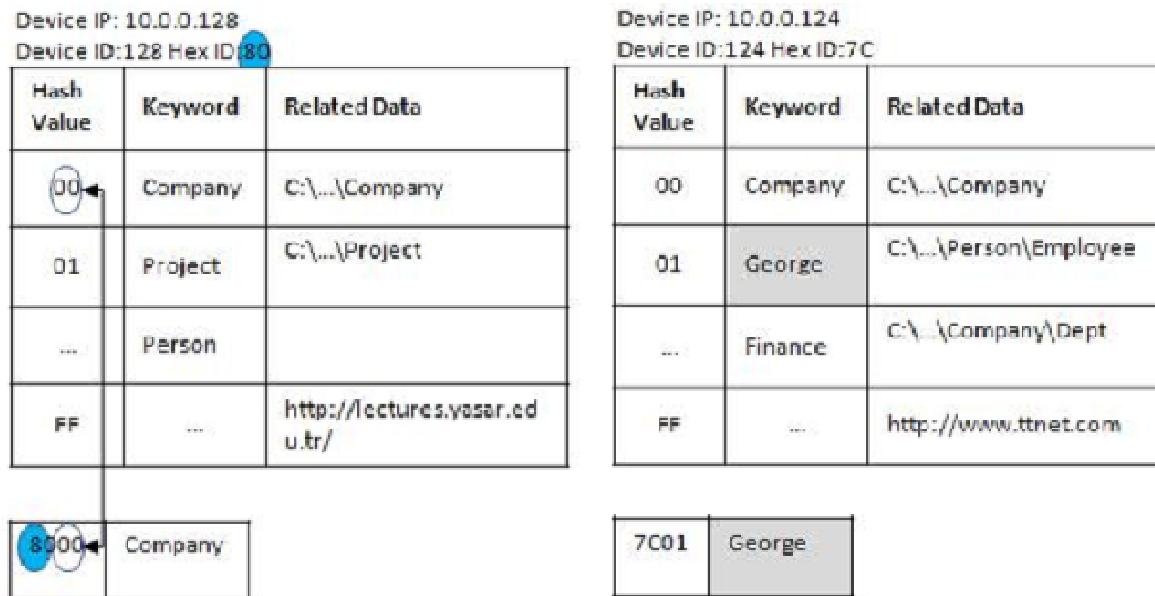 Device IP: 10.0.0.128
Device ID:128 Hex ID:80
Hash Value
Keyword
Related Data
00
Company
C:\...\Company
01
Project
C:\...\Project
...
Person
FF
...
http://lectures.yasar.ed
u.tr/
8000
Company
Device IP: 10.0.0.124
Device ID:124 Hex ID:7C
Hash Value
Keyword
Related Data
00
Company
C:\...\Company
01
George
C:\...\Person\Employee
...
Finance
C:\...\Company\Dept
FF
...
http://www.ttnet.com
7C01
George